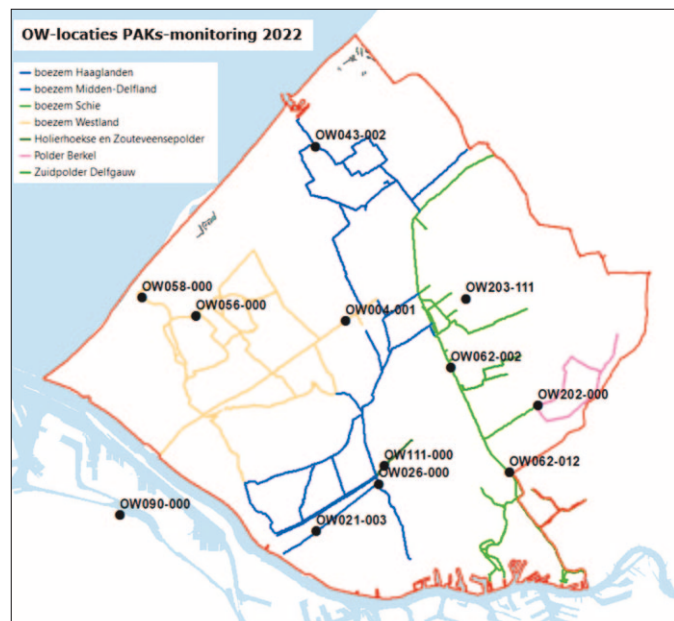 OW-locaties PAKs-monitoring 2022
boezem Haaglanden
boezem Midden-Delfland
boezem Schie
boezem Westland
Holierhoekse en Zouteveensepolder
Polder Berkel
Zuidpolder Delfgauw
OW043-002
OW058-000
OW056-000
OW004-001
OW203-111
OW062-002
OW202-000
OW111-000
OW026-000
OW062-012
OW090-000
OW021-003